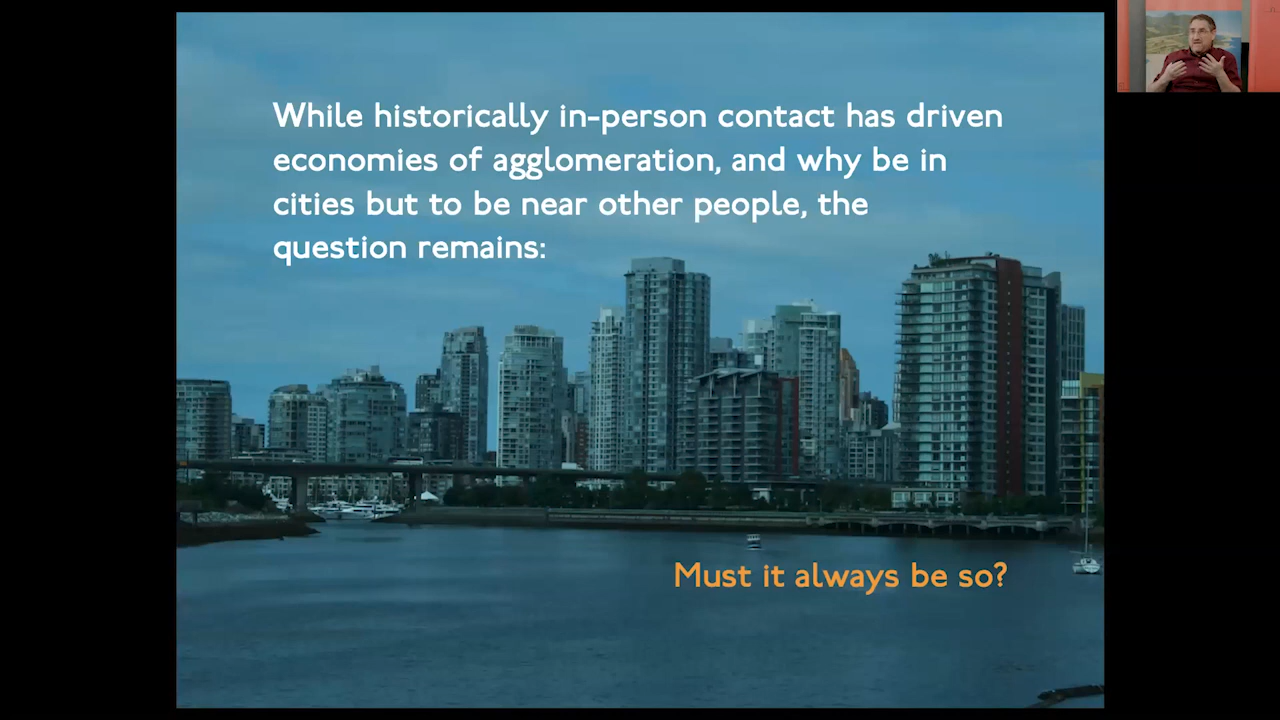 While historically in-person contact has driven
economies of agglomeration, and why be in
cities but to be near other people, the
question remains:
Must it always be so?